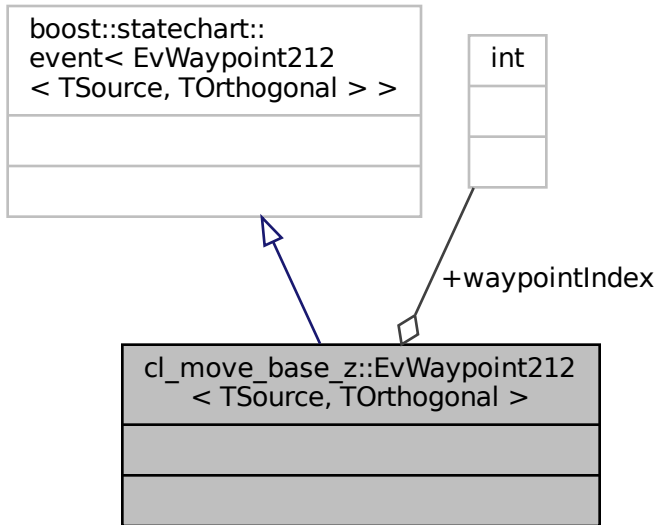 boost::statechart::
event< EvWaypoint212
< TSource, TOrthogonal > >
int
+waypointIndex
cl_move_base_z::EvWaypoint212
< TSource, TOrthogonal >